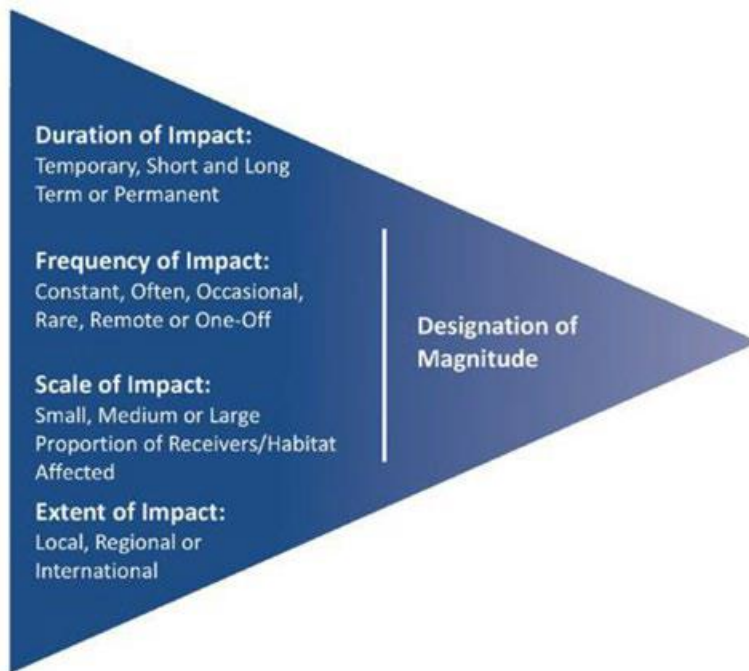 Duration of Impact:
Temporary, Short and Long
Term or Permanent
Frequency of Impact:
Constant, Often, Occasional,
Rare, Remote or One-Off
Designation of
Magnitude
Scale of Impact:
Small, Medium or Large
Proportion of Receivers/Habitat
Affected
Extent of Impact:
Local, Regional or
International